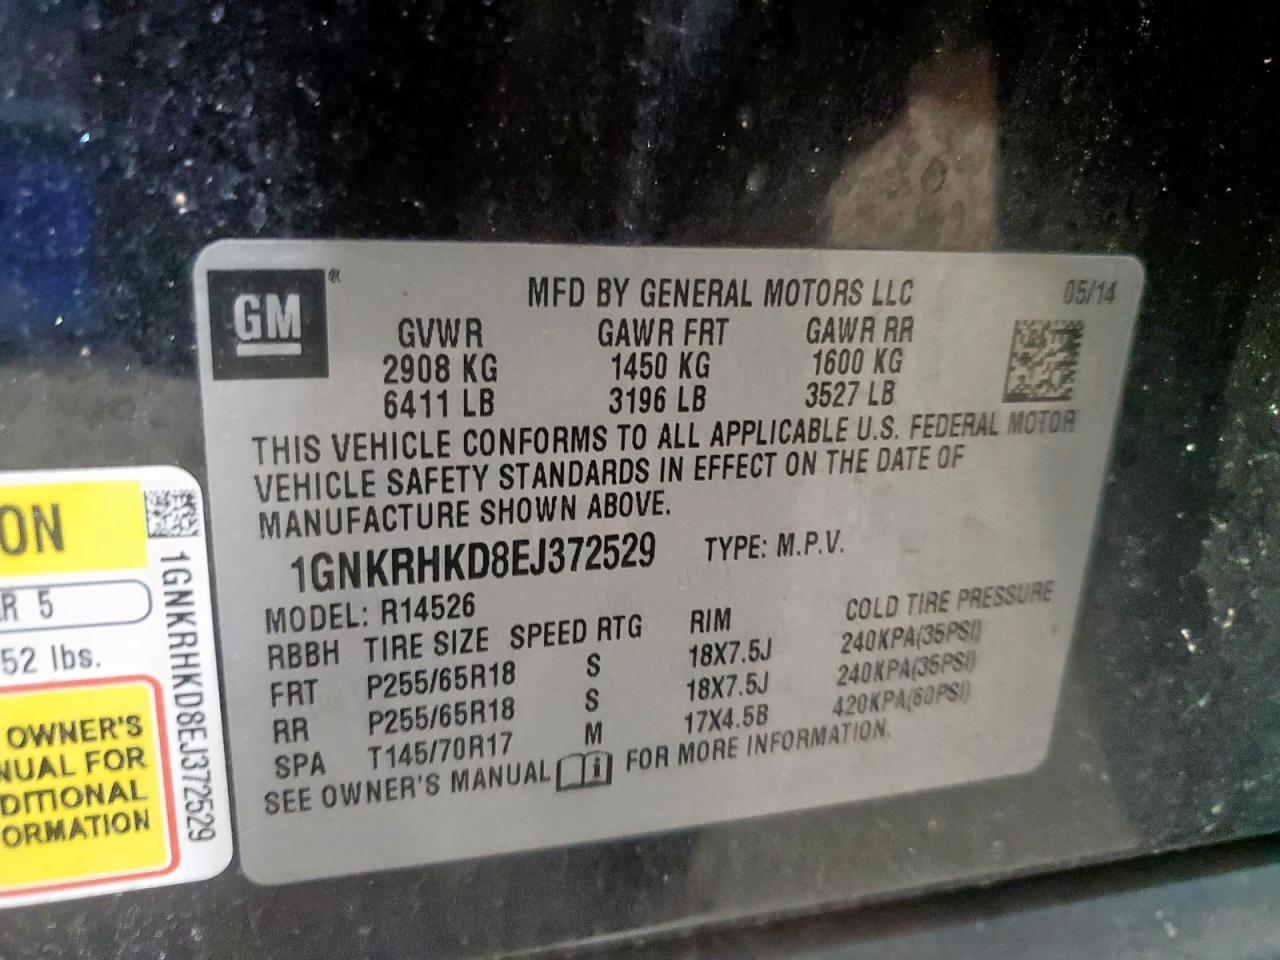 GM
®
MFD BY GENERAL MOTORS LLC
05/14
GVWR GAWR FRT GAWR RR
2908 KG 1450 KG 1600 KG
6411 LB 3196 LB 3527 LB
THIS VEHICLE CONFORMS TO ALL APPLICABLE U.S. FEDERAL MOTOR
VEHICLE SAFETY STANDARDS IN EFFECT ON THE DATE OF
MANUFACTURE SHOWN ABOVE.
1GNKRHKD8EJ372529 TYPE: M.P.V.
MODEL: R14526
RBBH TIRE SIZE SPEED RTG RIM COLD TIRE PRESSURE
FRT P255/65R18 S 18X7.5J 240KPA(35PSI)
RR P255/65R18 S 18X7.5J 240KPA(35PSI)
SPA T145/70R17 M 17X4.5B 420KPA(60PSI)
SEE OWNER'S MANUAL i FOR MORE INFORMATION.
ON
R 5
52 lbs.
OWNER'S
NUAL FOR
DITIONAL
ORMATION
1GNKRHKD8EJ372529